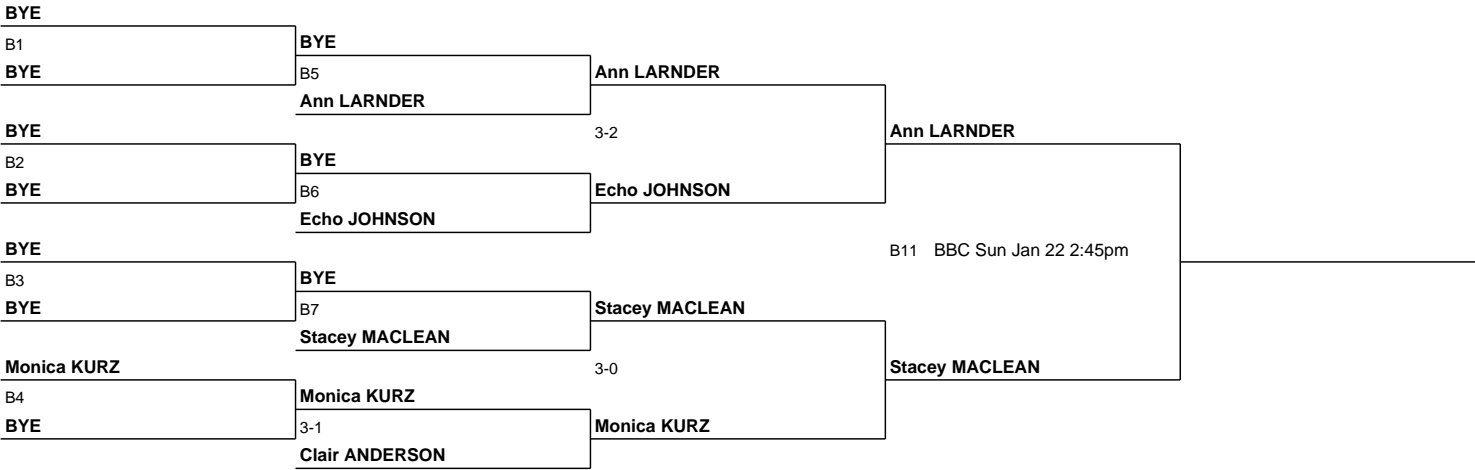 BYE
B1
BYE
BYE
B5
Ann LARNDER
Ann LARNDER
BYE
3-2
Ann LARNDER
B2
BYE
BYE
B6
Echo JOHNSON
Echo JOHNSON
BYE
B11 BBC Sun Jan 22 2:45pm
B3
BYE
BYE
B7
Stacey MACLEAN
Stacey MACLEAN
Monica KURZ
3-0
Stacey MACLEAN
B4
Monica KURZ
BYE
3-1
Monica KURZ
Clair ANDERSON